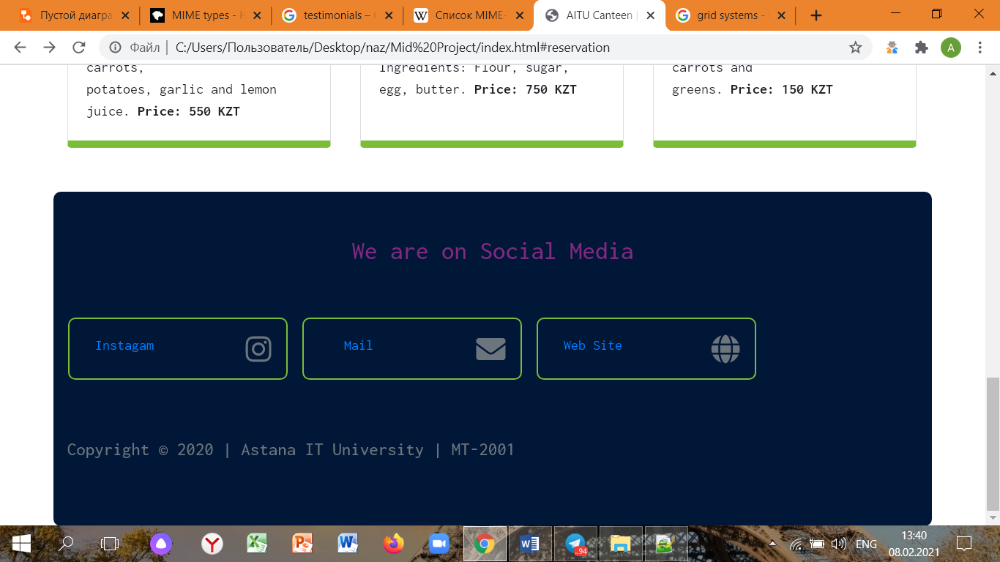 Пустой диагра
MIME types - H
testimonials – G
Список MIME-
AITU Canteen |
grid systems -
Файл | C:/Users/Пользователь/Desktop/naz/Mid%20Project/index.html#reservation
A
carrots,
potatoes, garlic and lemon
juice. Price: 550 KZT
Ingredients: Flour, sugar,
egg, butter. Price: 750 KZT
carrots and
greens. Price: 150 KZT
We are on Social Media
Instagam
Mail
Web Site
Copyright © 2020 | Astana IT University | MT-2001
..94
ENG
13:40
08.02.2021